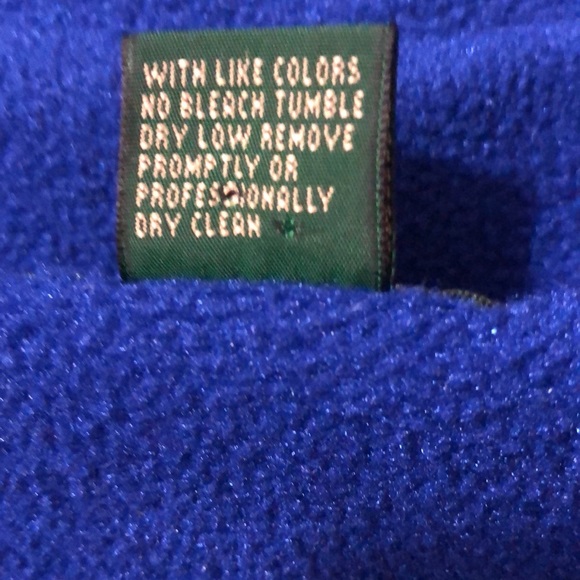 WITH LIKE COLORS
NO BLEACH TUMBLE
DRY LOW REMOVE
PROMPTLY OR
PROFESSIONALLY
DRY CLEAN